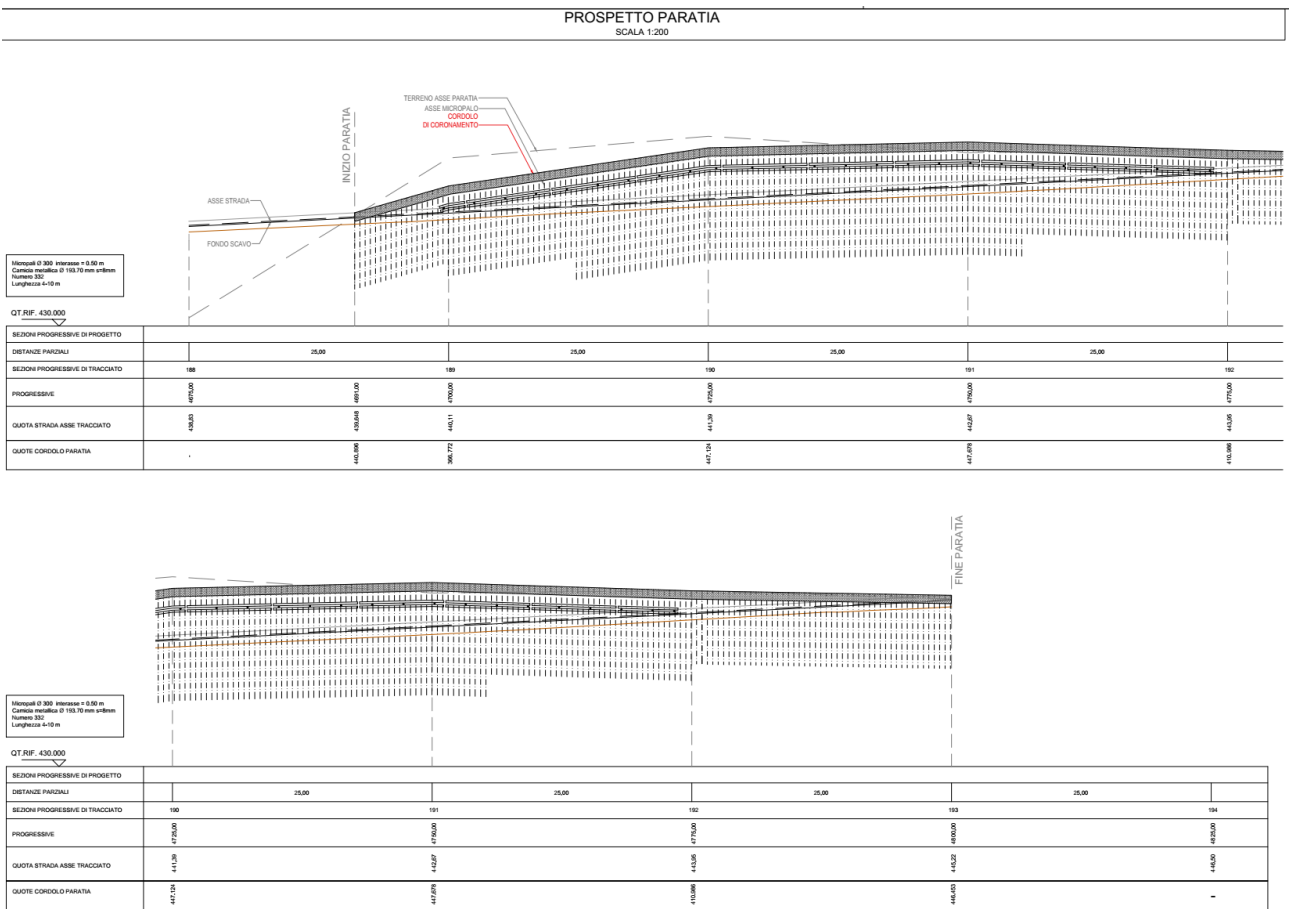 PROSPETTO PARATIA
SCALA 1:200
INIZIO PARATIA
TERRENO ASSE PARATIA
ASSE MICROPALO
CORDOLO
DI CORONAMENTO
ASSE STRADA
FONDO SCAVO
Micropali Ø 300 interasse = 0.50 m
Camicia metallica Ø 193.70 mm s=8mm
Numero 332
Lunghezza 4÷10 m
QT.RIF. 430.000
SEZIONI PROGRESSIVE DI PROGETTO
DISTANZE PARZIALI 25,00 25,00 25,00 25,00
SEZIONI PROGRESSIVE DI TRACCIATO 188 189 190 191 192
PROGRESSIVE 4675,00 4691,00 4700,00 4725,00 4750,00 4775,00
QUOTA STRADA ASSE TRACCIATO 438,83 439,648 440,11 441,39 442,67 443,95
QUOTE CORDOLO PARATIA - 440,896 366,772 447,124 447,678 410,986
FINE PARATIA
Micropali Ø 300 interasse = 0.50 m
Camicia metallica Ø 193.70 mm s=8mm
Numero 332
Lunghezza 4÷10 m
QT.RIF. 430.000
SEZIONI PROGRESSIVE DI PROGETTO
DISTANZE PARZIALI 25,00 25,00 25,00 25,00
SEZIONI PROGRESSIVE DI TRACCIATO 190 191 192 193 194
PROGRESSIVE 4725,00 4750,00 4775,00 4800,00 4825,00
QUOTA STRADA ASSE TRACCIATO 441,39 442,67 443,95 445,22 446,50
QUOTE CORDOLO PARATIA 447,124 447,678 410,986 446,453 -